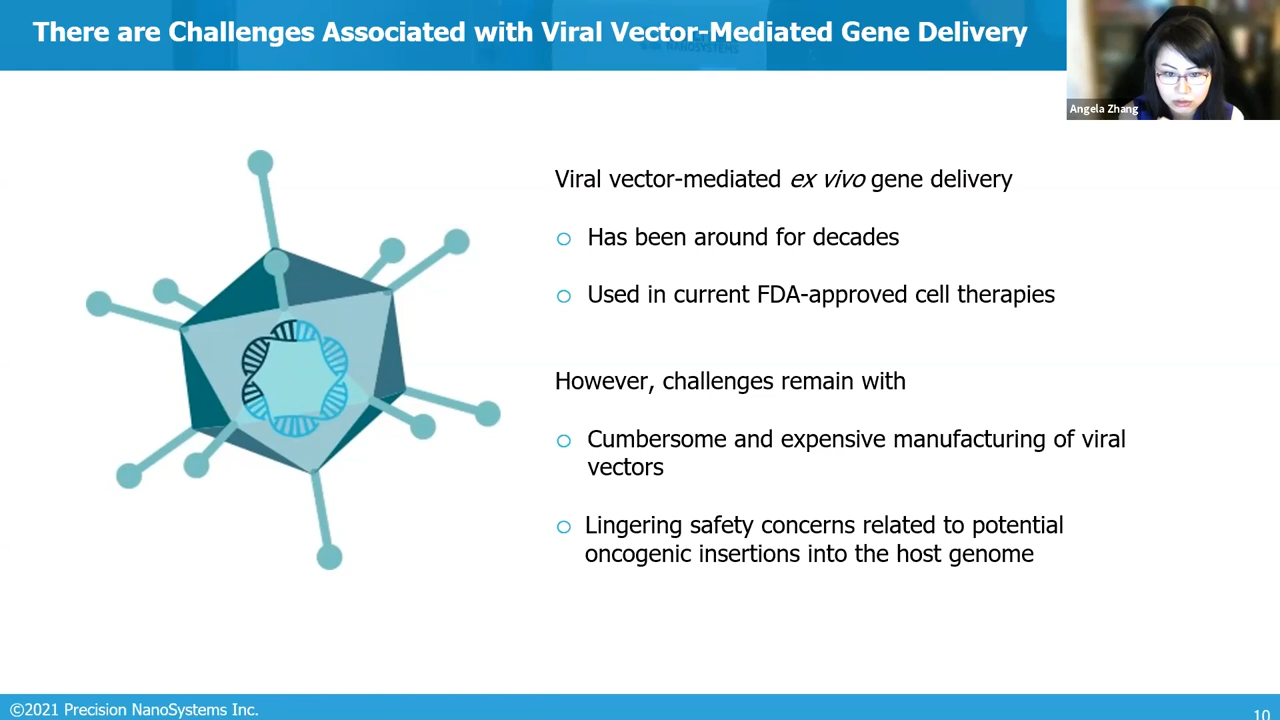 There are Challenges Associated with Viral Vector-Mediated Gene Delivery
NANOSYSTEMS
Angela Zhang
Viral vector-mediated ex vivo gene delivery
o Has been around for decades
o Used in current FDA-approved cell therapies
However, challenges remain with
o Cumbersome and expensive manufacturing of viral
vectors
o Lingering safety concerns related to potential
oncogenic insertions into the host genome
©2021 Precision NanoSystems Inc.
10